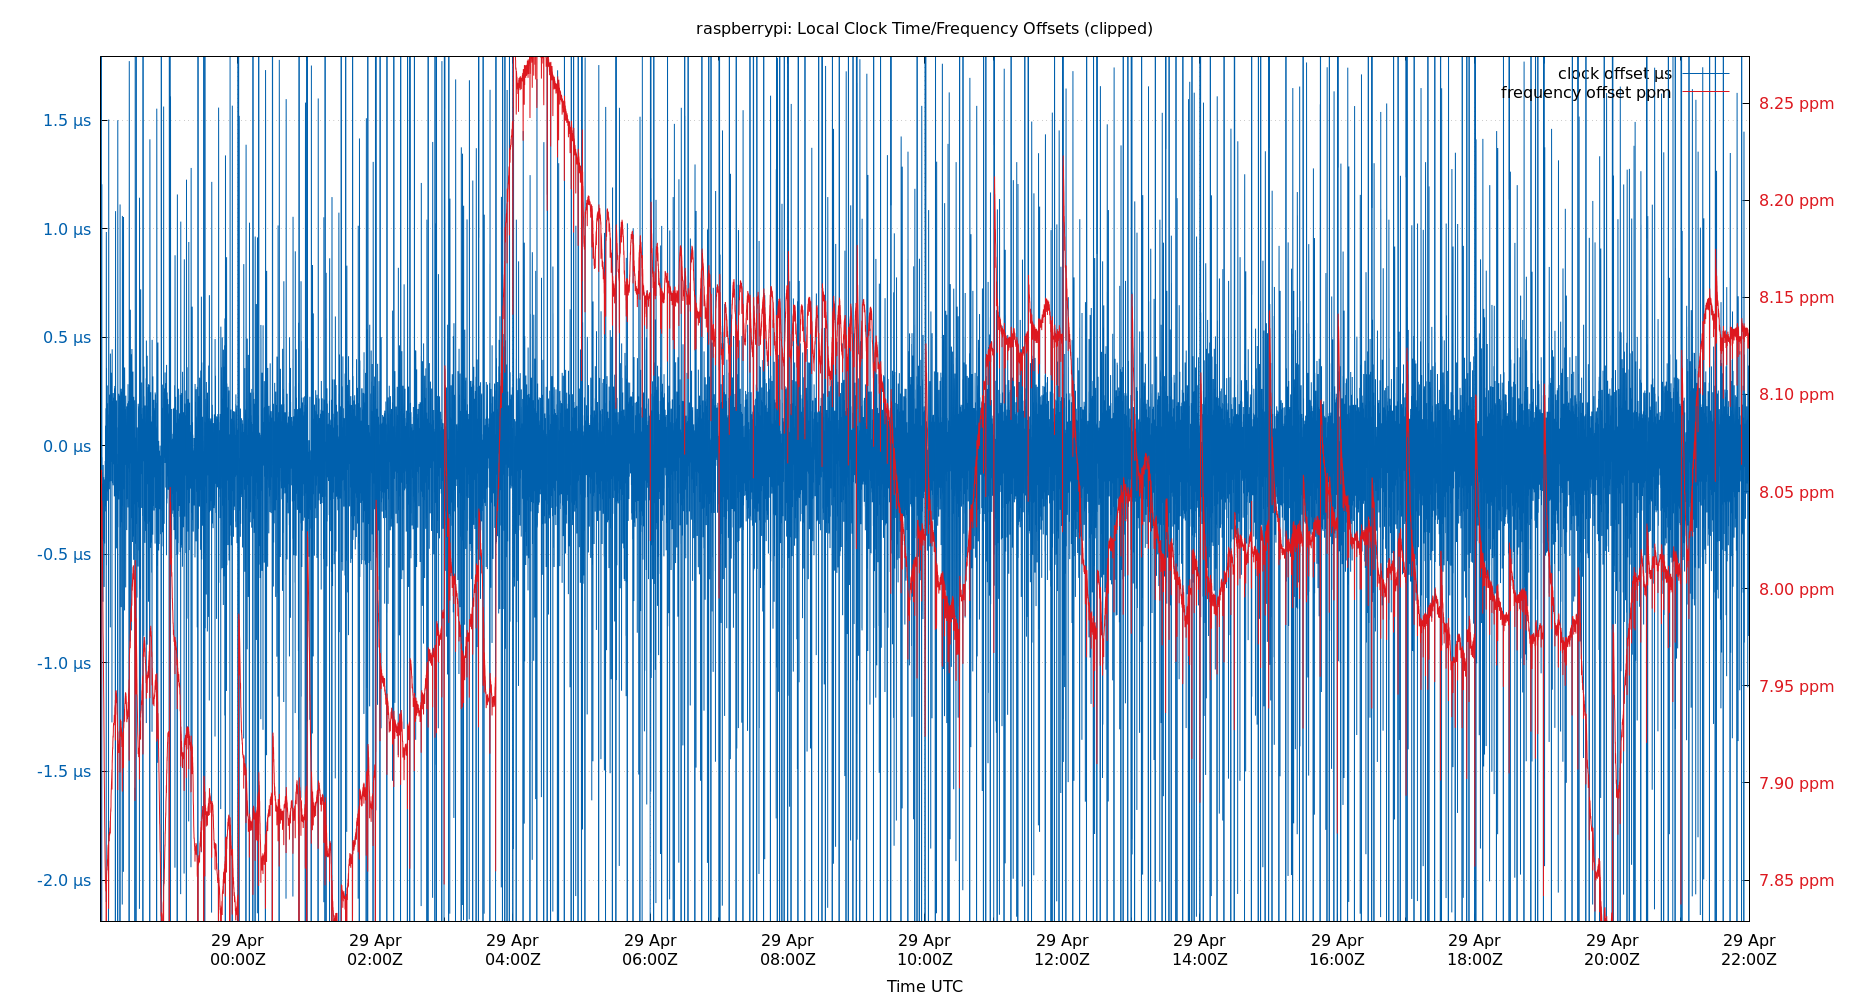 raspberrypi: Local Clock Time/Frequency Offsets (clipped)
clock offset µs
frequency offset ppm
1.5 µs
1.0 µs
0.5 µs
0.0 µs
-0.5 µs
-1.0 µs
-1.5 µs
-2.0 µs
8.25 ppm
8.20 ppm
8.15 ppm
8.10 ppm
8.05 ppm
8.00 ppm
7.95 ppm
7.90 ppm
7.85 ppm
29 Apr 29 Apr 29 Apr 29 Apr 29 Apr 29 Apr 29 Apr 29 Apr 29 Apr 29 Apr 29 Apr 29 Apr
00:00Z 02:00Z 04:00Z 06:00Z 08:00Z 10:00Z 12:00Z 14:00Z 16:00Z 18:00Z 20:00Z 22:00Z
Time UTC